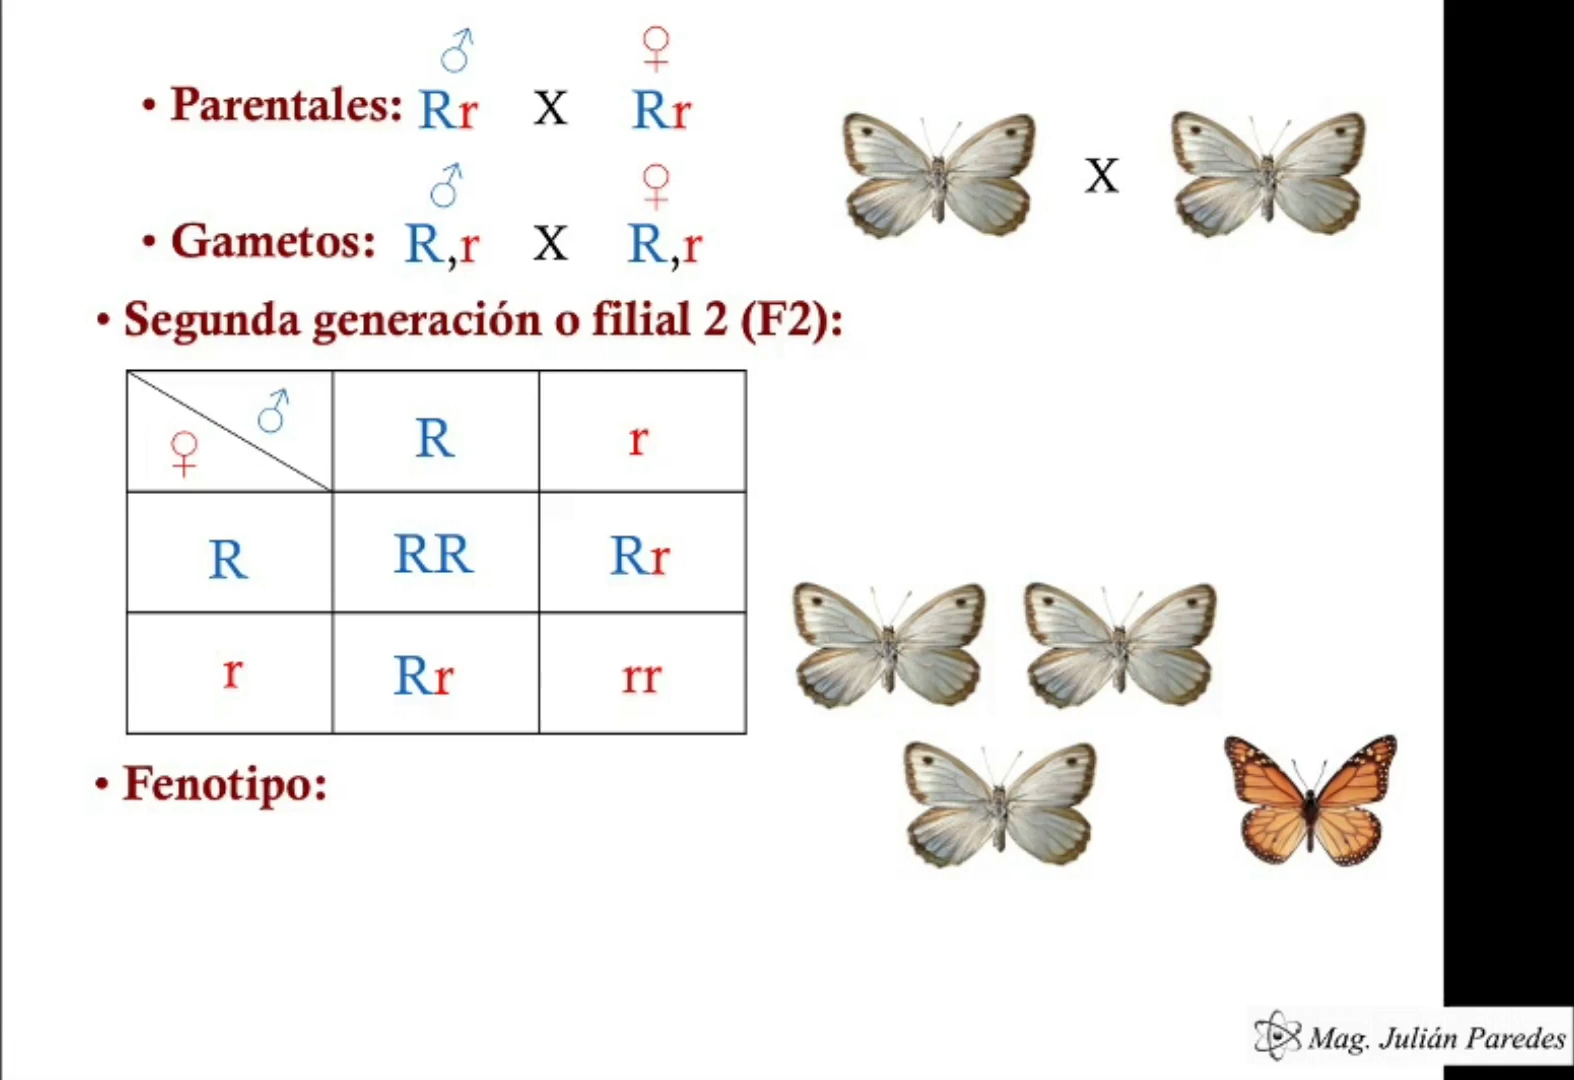 ♂ ♀
• Parentales: Rr X Rr
X
♂ ♀
• Gametos: R,r X R,r
• Segunda generación o filial 2 (F2):
♀ ♂ R r
R RR Rr
r Rr rr
• Fenotipo:
Mag. Julián Paredes